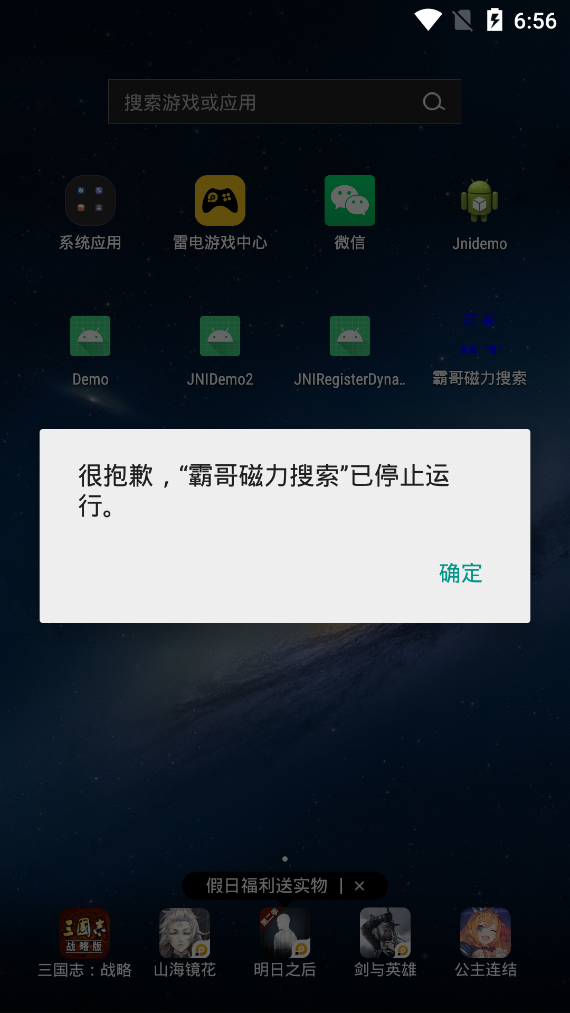 6:56
搜索游戏或应用
系统应用
雷电游戏中心
微信
Jnidemo
Demo
JNIDemo2
JNIRegisterDyna..
霸哥磁力搜索
很抱歉，“霸哥磁力搜索”已停止运
行。
确定
假日福利送实物 | ×
三国志
战略版
第二季
三国志：战略
山海镜花
明日之后
剑与英雄
公主连结